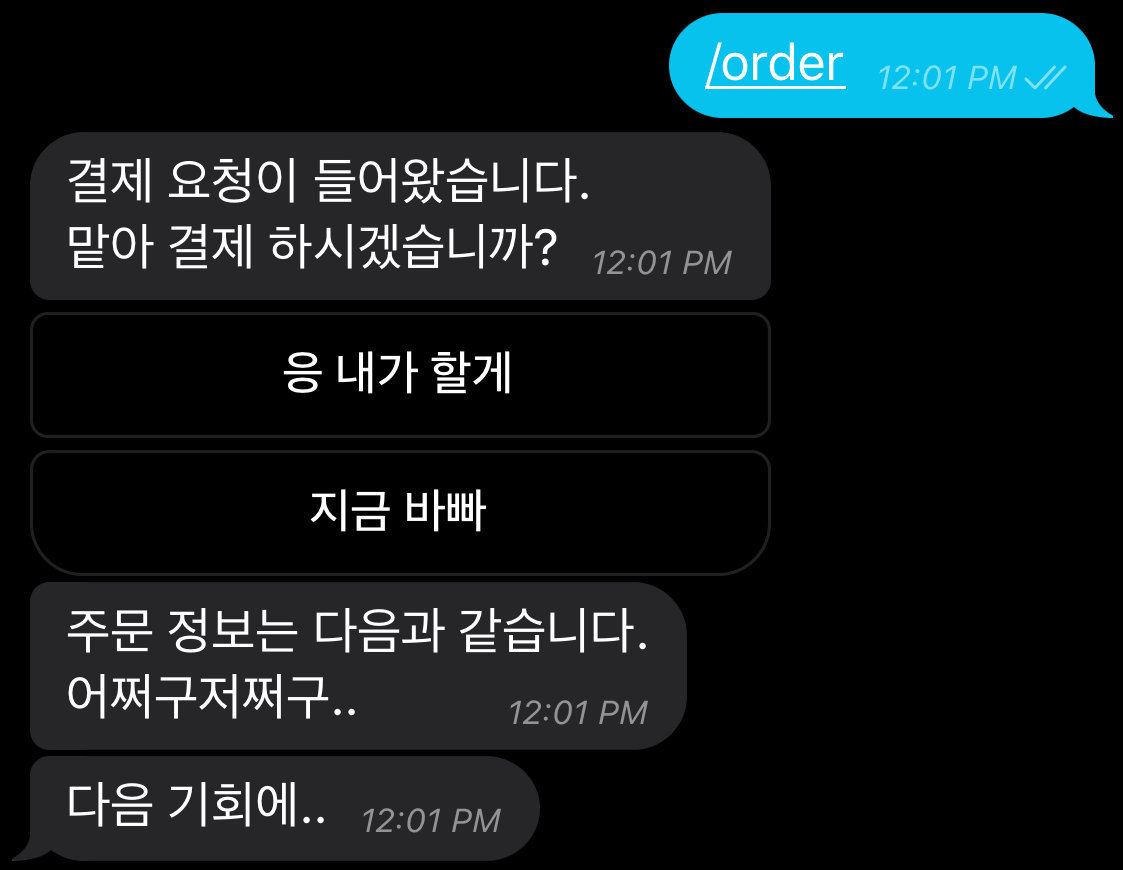 /order 12:01 PM
결제 요청이 들어왔습니다.
맡아 결제 하시겠습니까? 12:01 PM
응 내가 할게
지금 바빠
주문 정보는 다음과 같습니다.
어쩌구저쩌구.. 12:01 PM
다음 기회에.. 12:01 PM